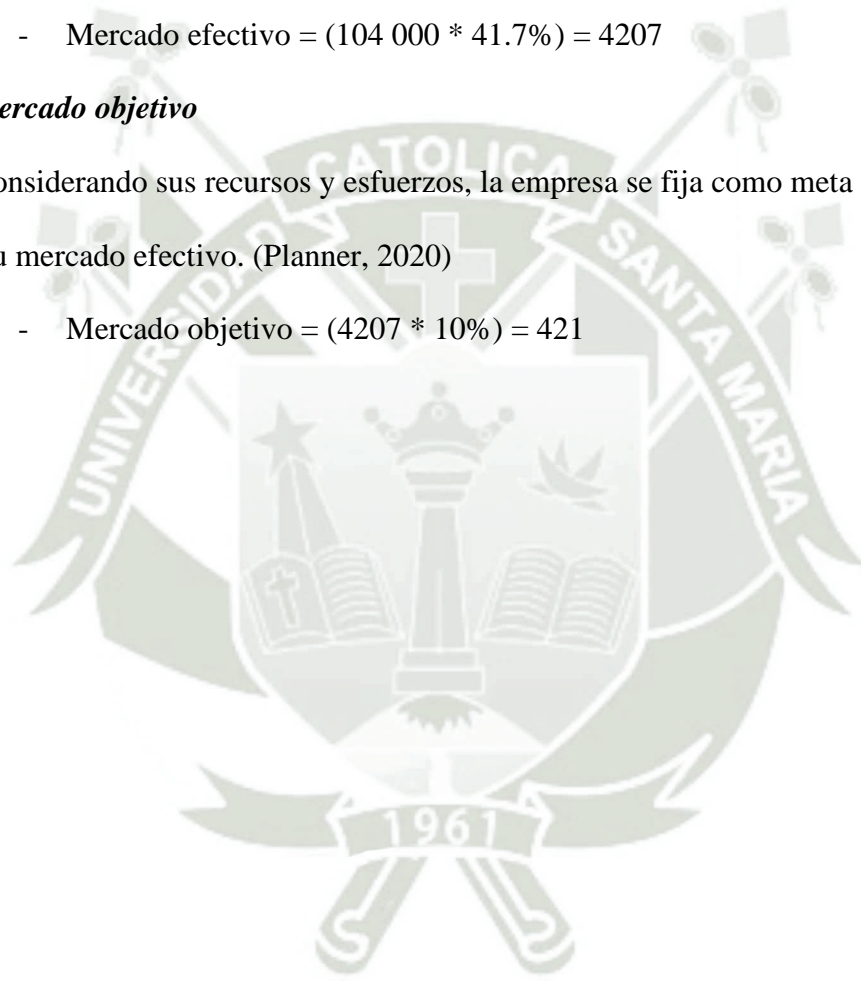 - Mercado efectivo = (104 000 * 41.7%) = 4207
ercado objetivo
onsiderando sus recursos y esfuerzos, la empresa se fija como meta
u mercado efectivo. (Planner, 2020)
- Mercado objetivo = (4207 * 10%) = 421
UNIVERSIDAD CATOLICA SANTA MARIA
1961